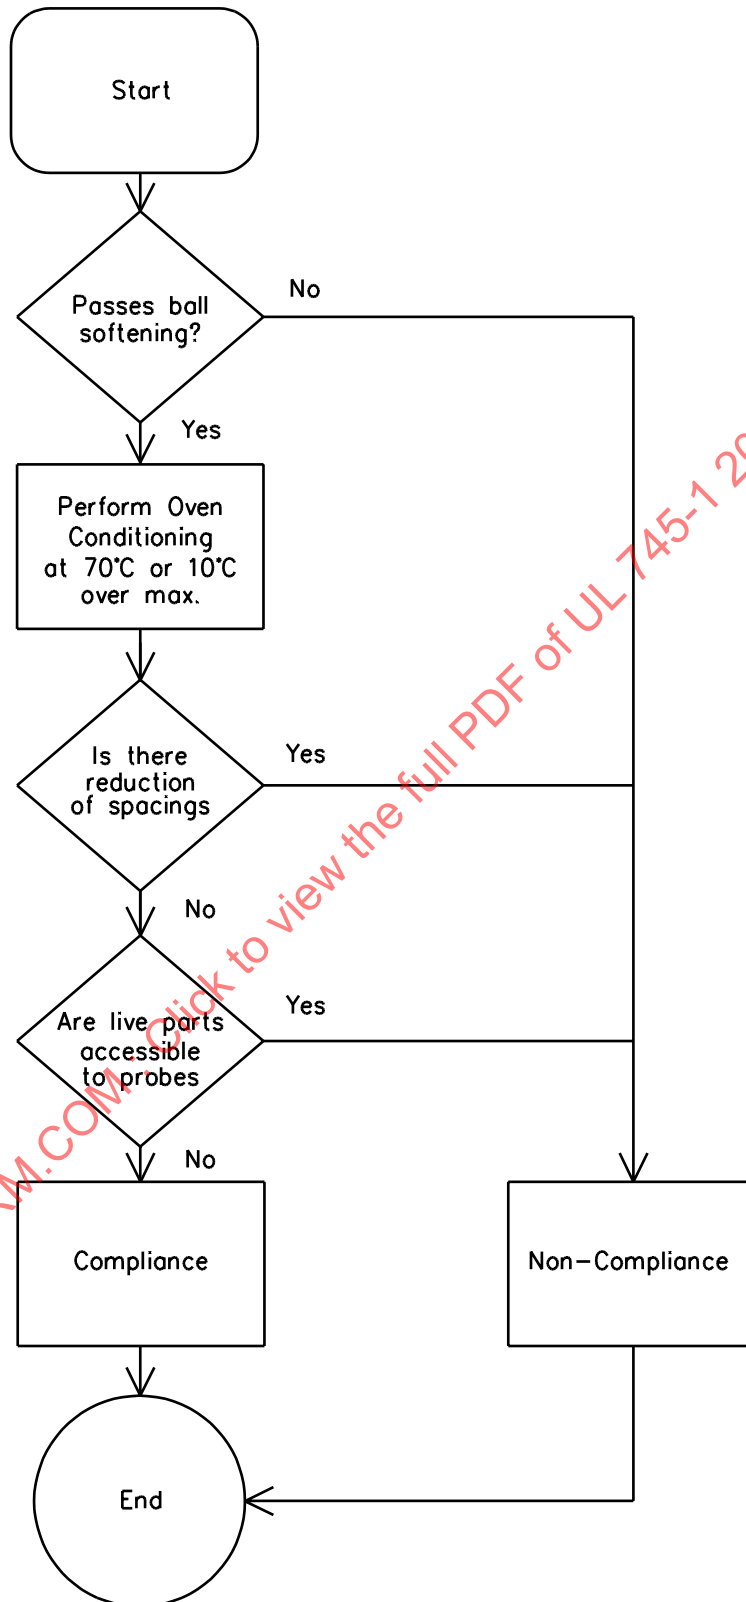 Start
Passes ball
softening?
No
Yes
Perform Oven
Conditioning
at 70°C or 10°C
over max.
Is there
reduction
of spacings
Yes
No
Are live parts
accessible
to probes
Yes
No
Compliance
Non-Compliance
End
M.COM : Click to view the full PDF of UL 745-1 20